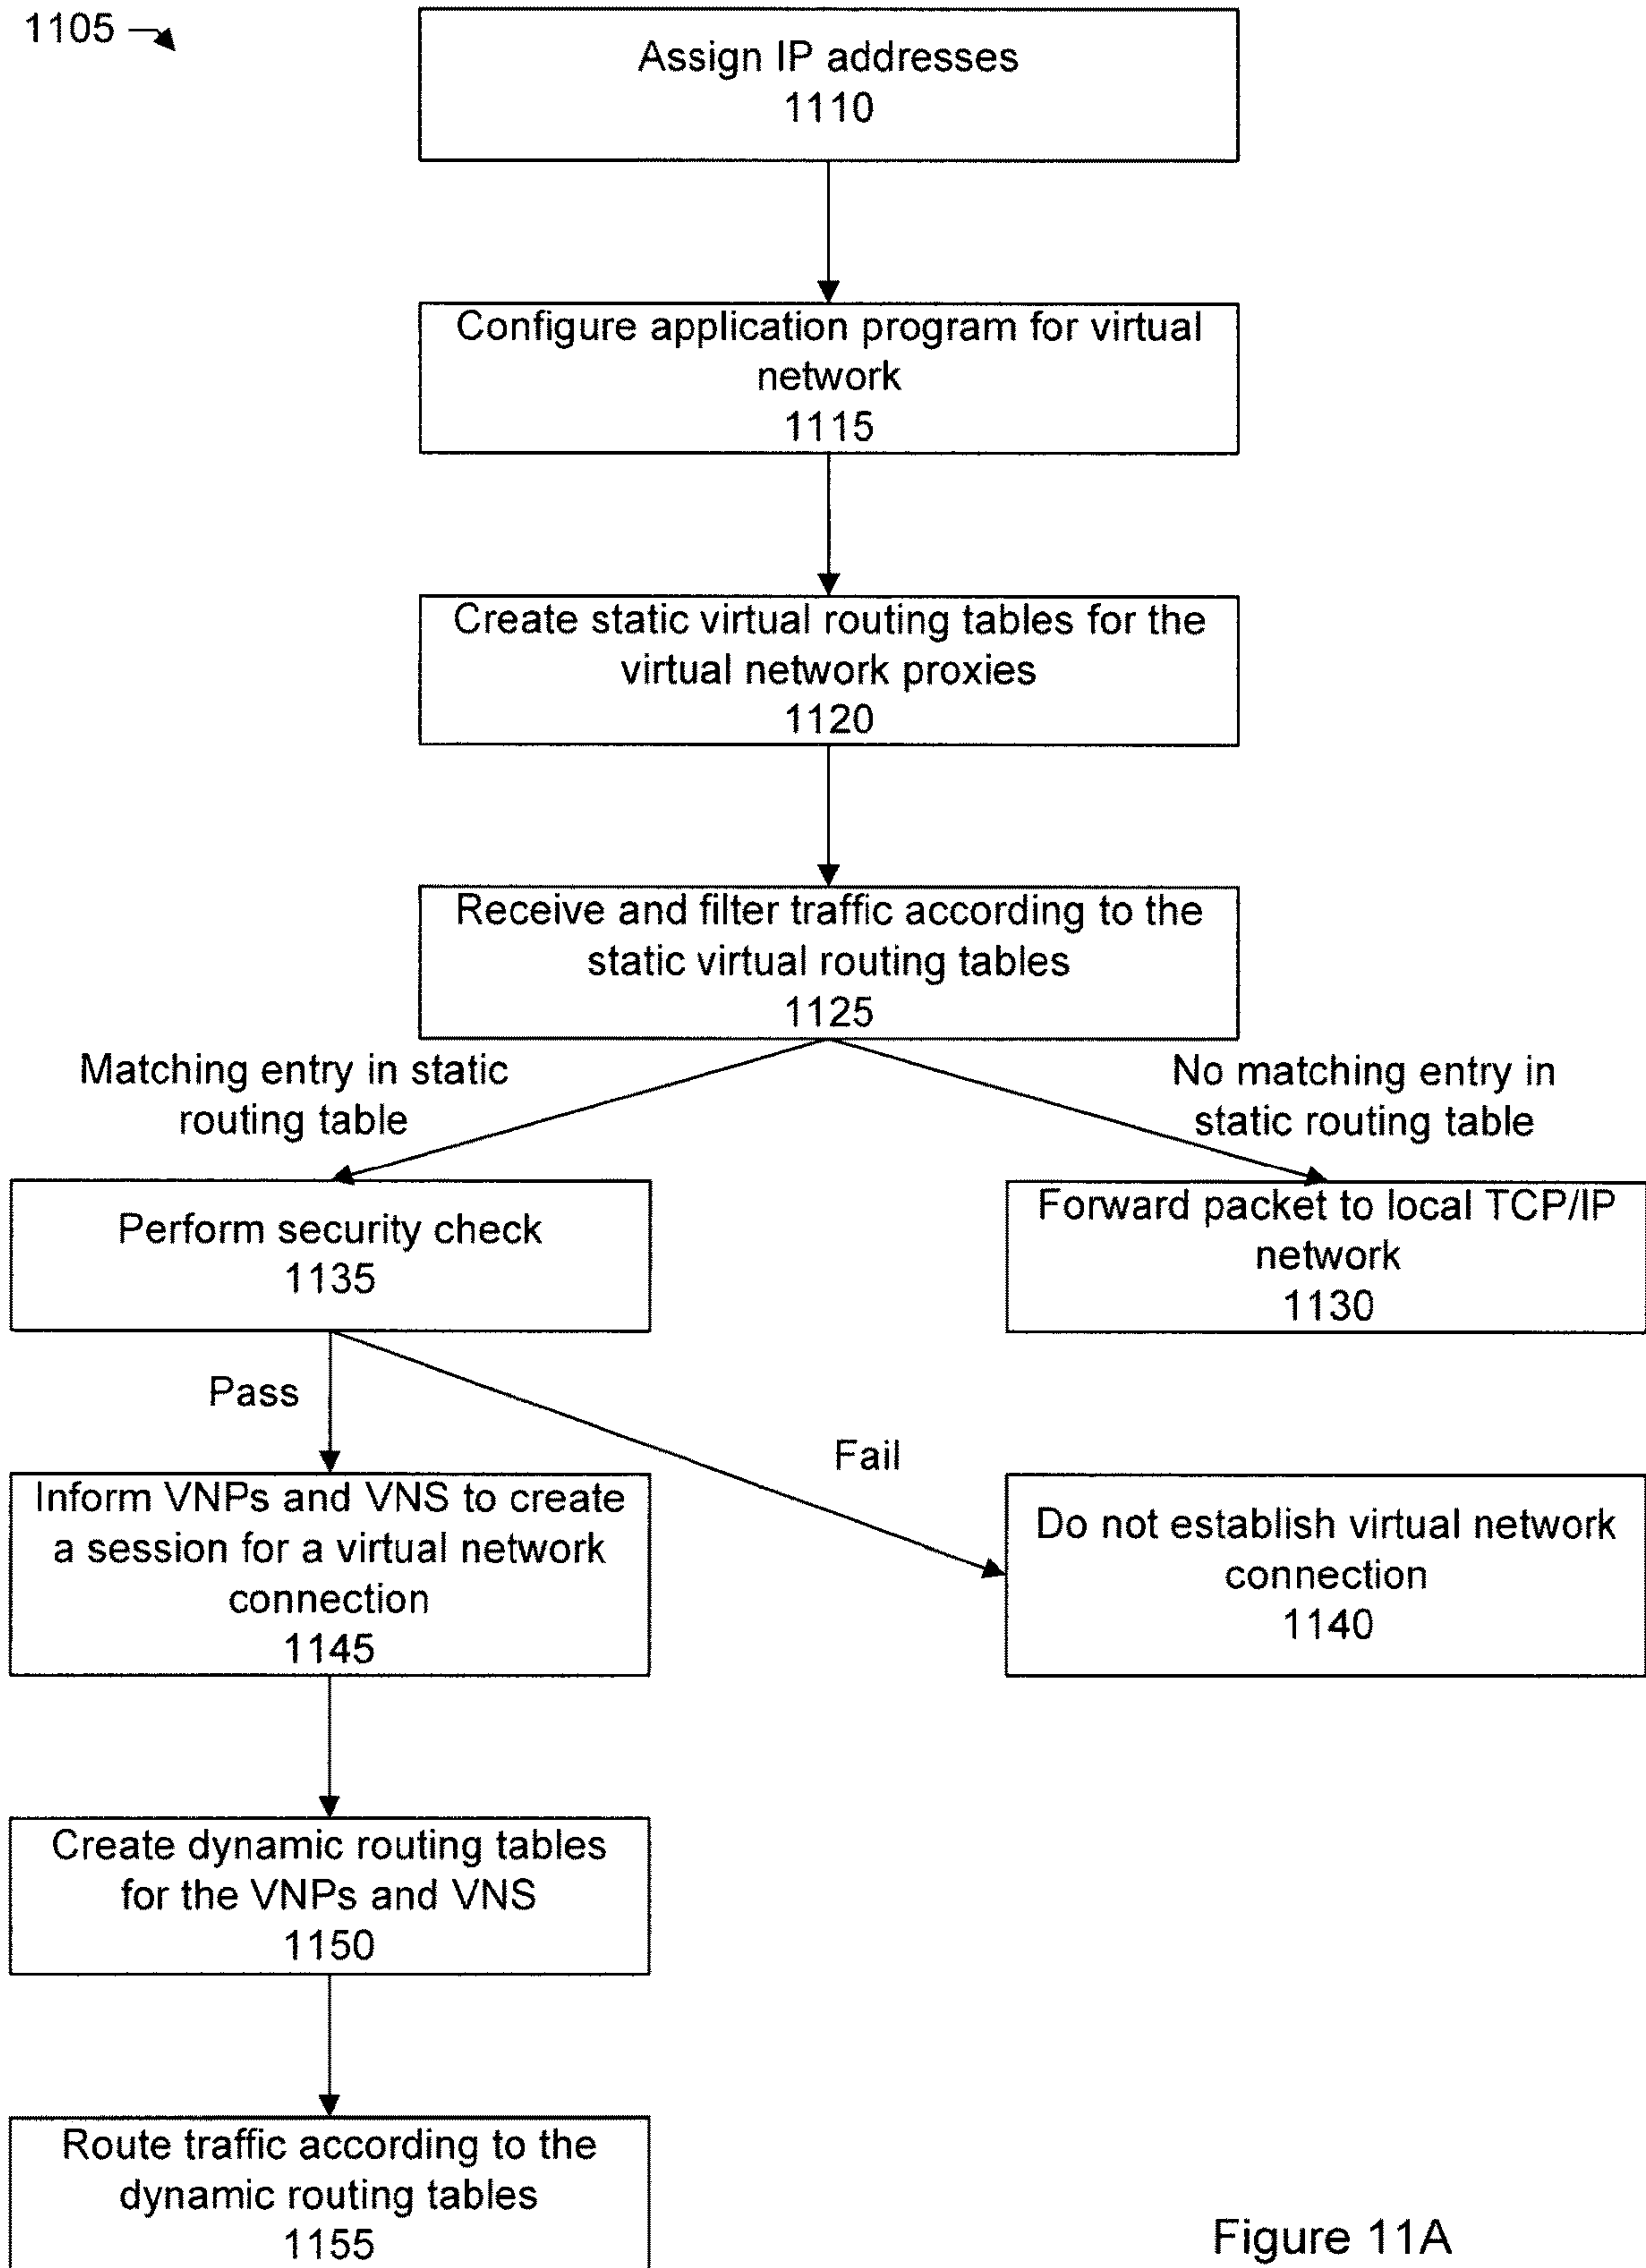 1105
Assign IP addresses
1110
Configure application program for virtual
network
1115
Create static virtual routing tables for the
virtual network proxies
1120
Receive and filter traffic according to the
static virtual routing tables
1125
Matching entry in static
routing table
No matching entry in
static routing table
Perform security check
1135
Forward packet to local TCP/IP
network
1130
Pass
Fail
Inform VNPs and VNS to create
a session for a virtual network
connection
1145
Do not establish virtual network
connection
1140
Create dynamic routing tables
for the VNPs and VNS
1150
Route traffic according to the
dynamic routing tables
1155
Figure 11A